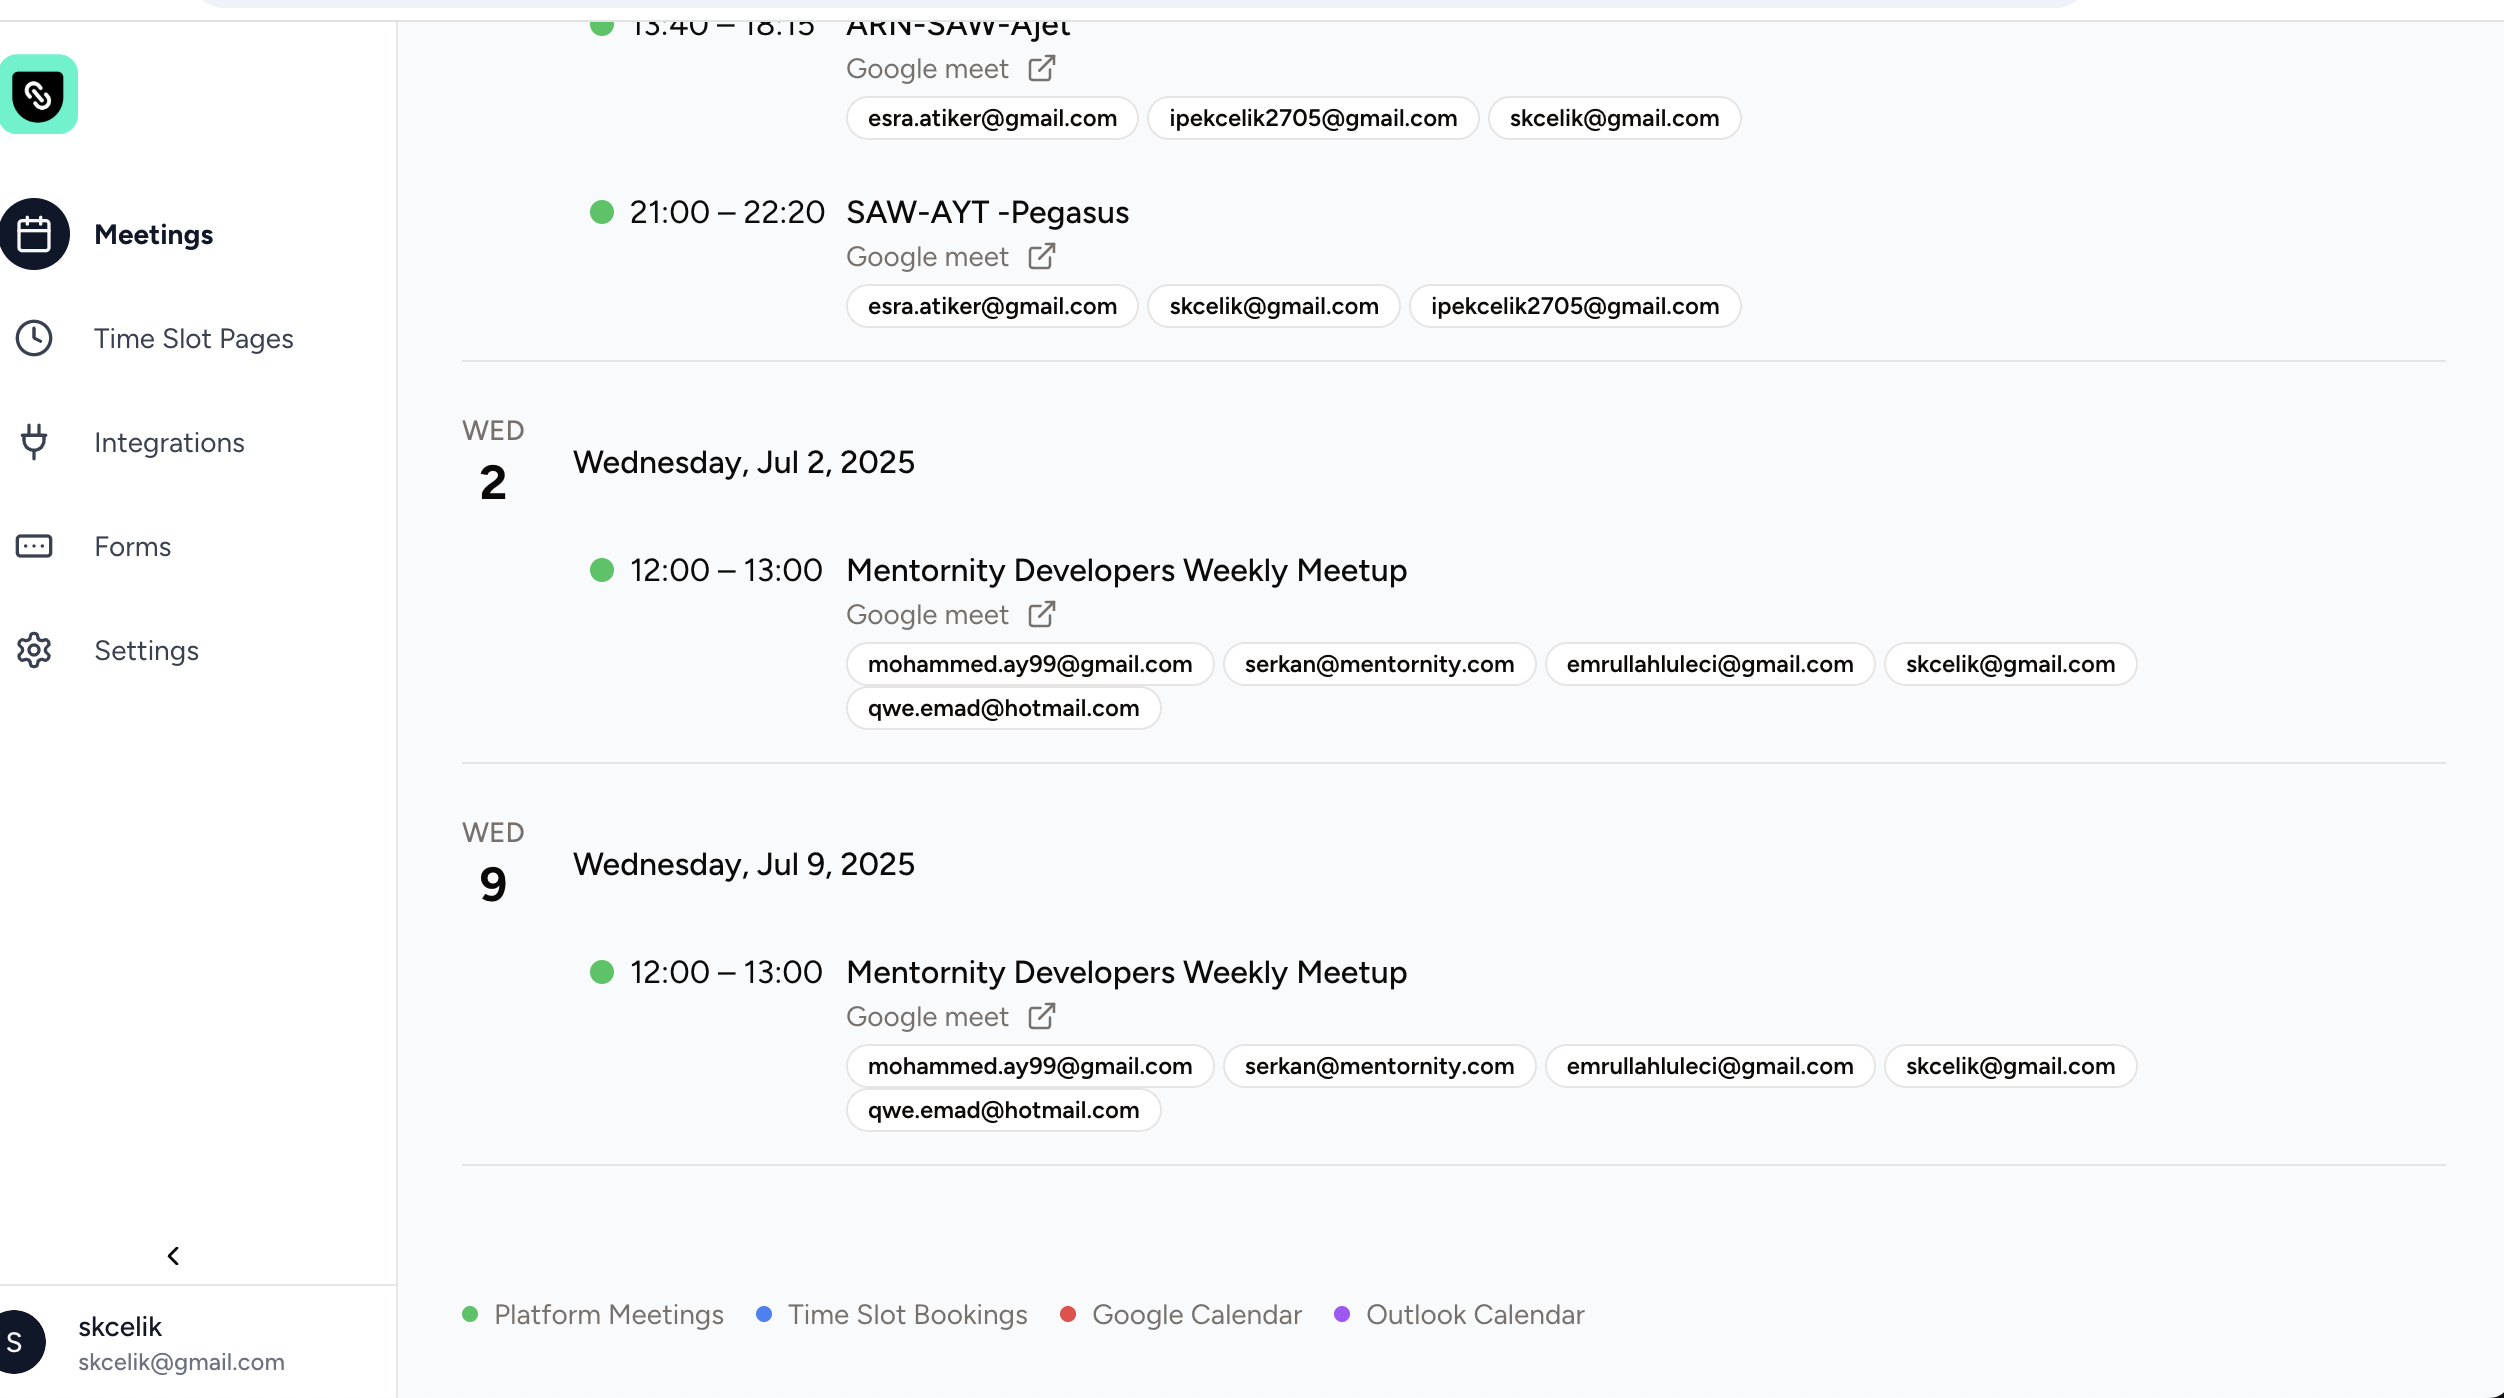 Meetings
Time Slot Pages
Integrations
Forms
Settings
skcelik
skcelik@gmail.com
S
13:40 – 18:15 ARN-SAW-Ajet
Google meet
esra.atiker@gmail.com ipekcelik2705@gmail.com skcelik@gmail.com
21:00 – 22:20 SAW-AYT -Pegasus
Google meet
esra.atiker@gmail.com skcelik@gmail.com ipekcelik2705@gmail.com
WED
2
Wednesday, Jul 2, 2025
12:00 – 13:00 Mentornity Developers Weekly Meetup
Google meet
mohammed.ay99@gmail.com serkan@mentornity.com emrullahluleci@gmail.com skcelik@gmail.com
qwe.emad@hotmail.com
WED
9
Wednesday, Jul 9, 2025
12:00 – 13:00 Mentornity Developers Weekly Meetup
Google meet
mohammed.ay99@gmail.com serkan@mentornity.com emrullahluleci@gmail.com skcelik@gmail.com
qwe.emad@hotmail.com
Platform Meetings Time Slot Bookings Google Calendar Outlook Calendar